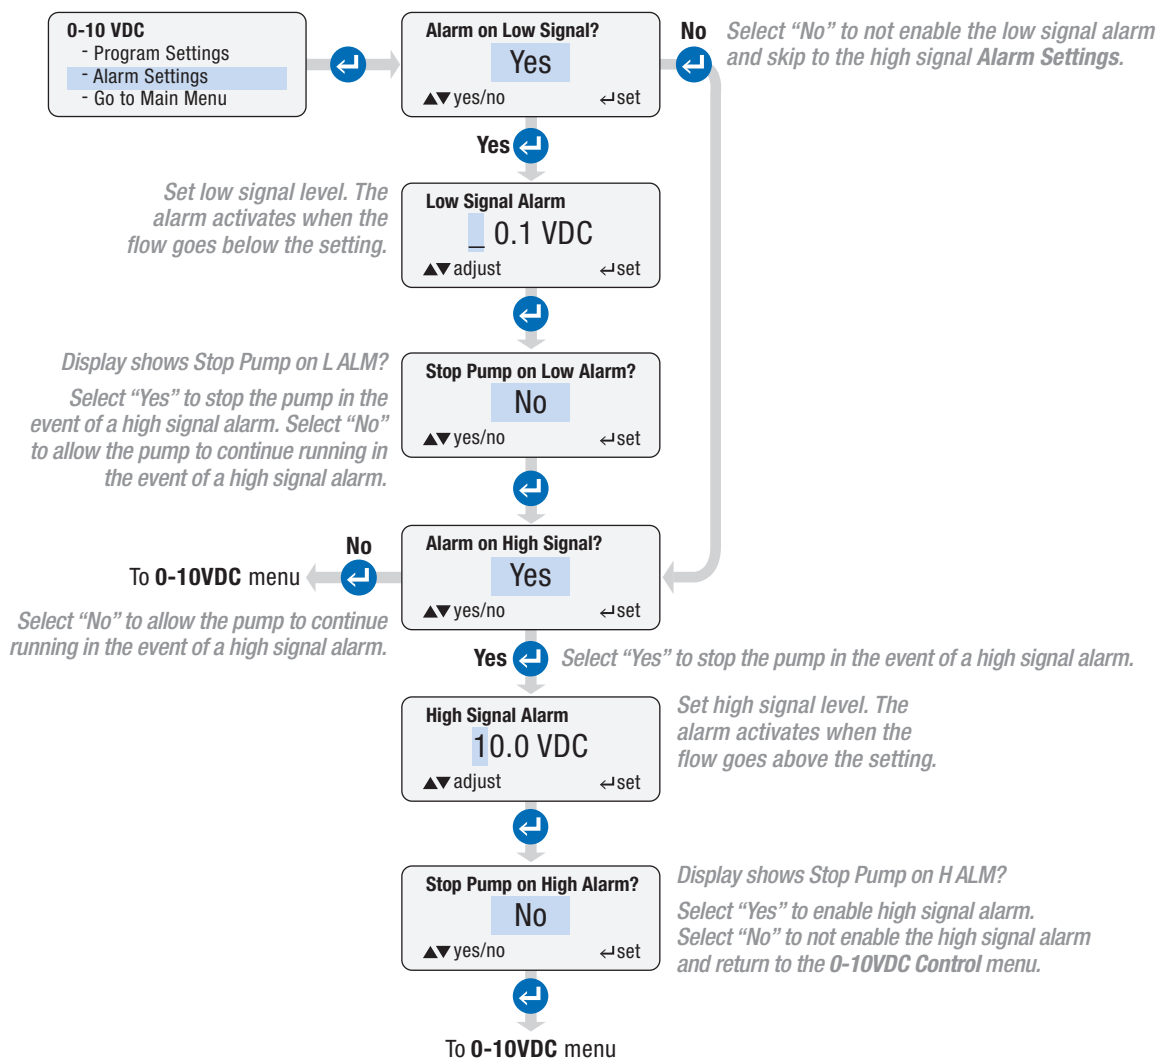 0-10 VDC
- Program Settings
- Alarm Settings
- Go to Main Menu
Alarm on Low Signal?
Yes
▲▼ yes/no ↵set
No
Select “No” to not enable the low signal alarm
and skip to the high signal Alarm Settings.
Yes
Set low signal level. The
alarm activates when the
flow goes below the setting.
Low Signal Alarm
_ 0.1 VDC
▲▼ adjust ↵set
Display shows Stop Pump on L ALM?
Select “Yes” to stop the pump in the
event of a high signal alarm. Select “No”
to allow the pump to continue running in
the event of a high signal alarm.
Stop Pump on Low Alarm?
No
▲▼ yes/no ↵set
Alarm on High Signal?
Yes
▲▼ yes/no ↵set
No
To 0-10VDC menu
Select “No” to allow the pump to continue
running in the event of a high signal alarm.
Yes
Select “Yes” to stop the pump in the event of a high signal alarm.
High Signal Alarm
10.0 VDC
▲▼ adjust ↵set
Set high signal level. The
alarm activates when the
flow goes above the setting.
Stop Pump on High Alarm?
No
▲▼ yes/no ↵set
Display shows Stop Pump on H ALM?
Select “Yes” to enable high signal alarm.
Select “No” to not enable the high signal alarm
and return to the 0-10VDC Control menu.
To 0-10VDC menu